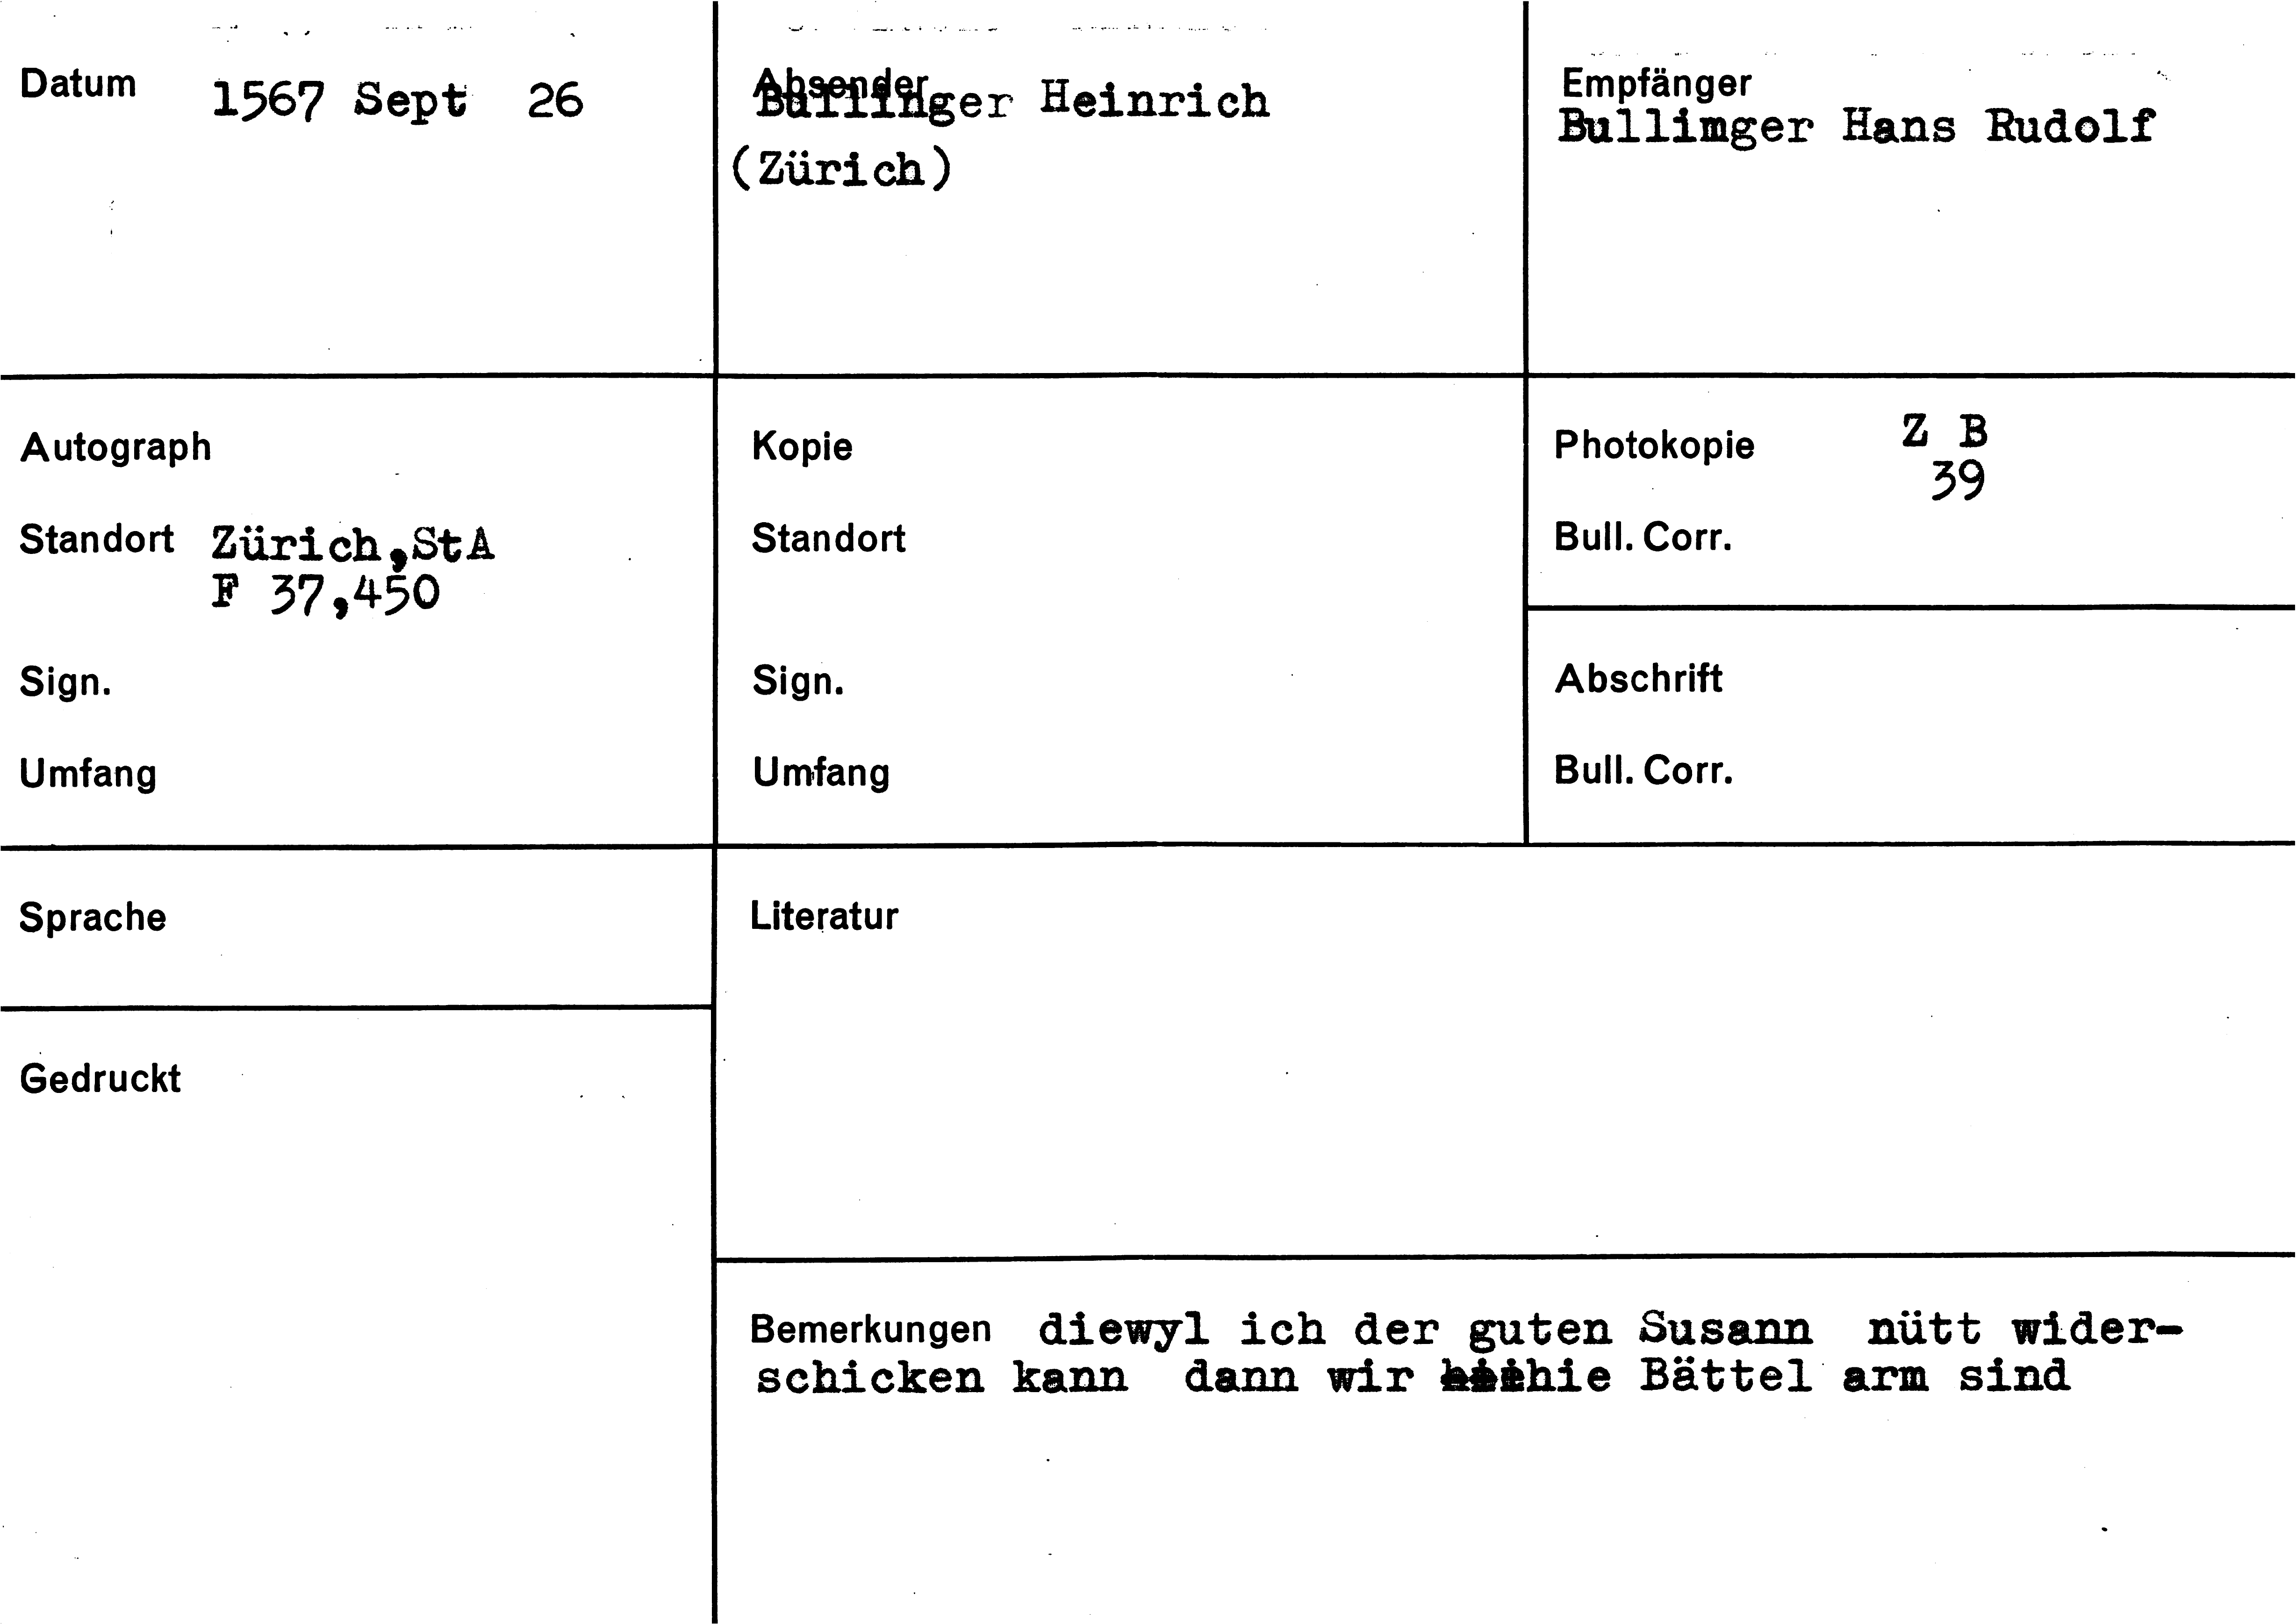 Datum 1567 Sept 26
Absender
Bullinger Heinrich
(Zürich)
Empfänger
Bullimger Hans Rudolf
Autograph
Standort Zürich,StA
F 37,450
Sign.
Umfang
Kopie
Standort
Sign.
Umfang
Photokopie Z B
39
Bull. Corr.
Abschrift
Bull. Corr.
Sprache
Gedruckt
Literatur
Bemerkungen diewyl ich der guten Susann nütt wider-
schicken kann dann wir hie Bättel arm sind